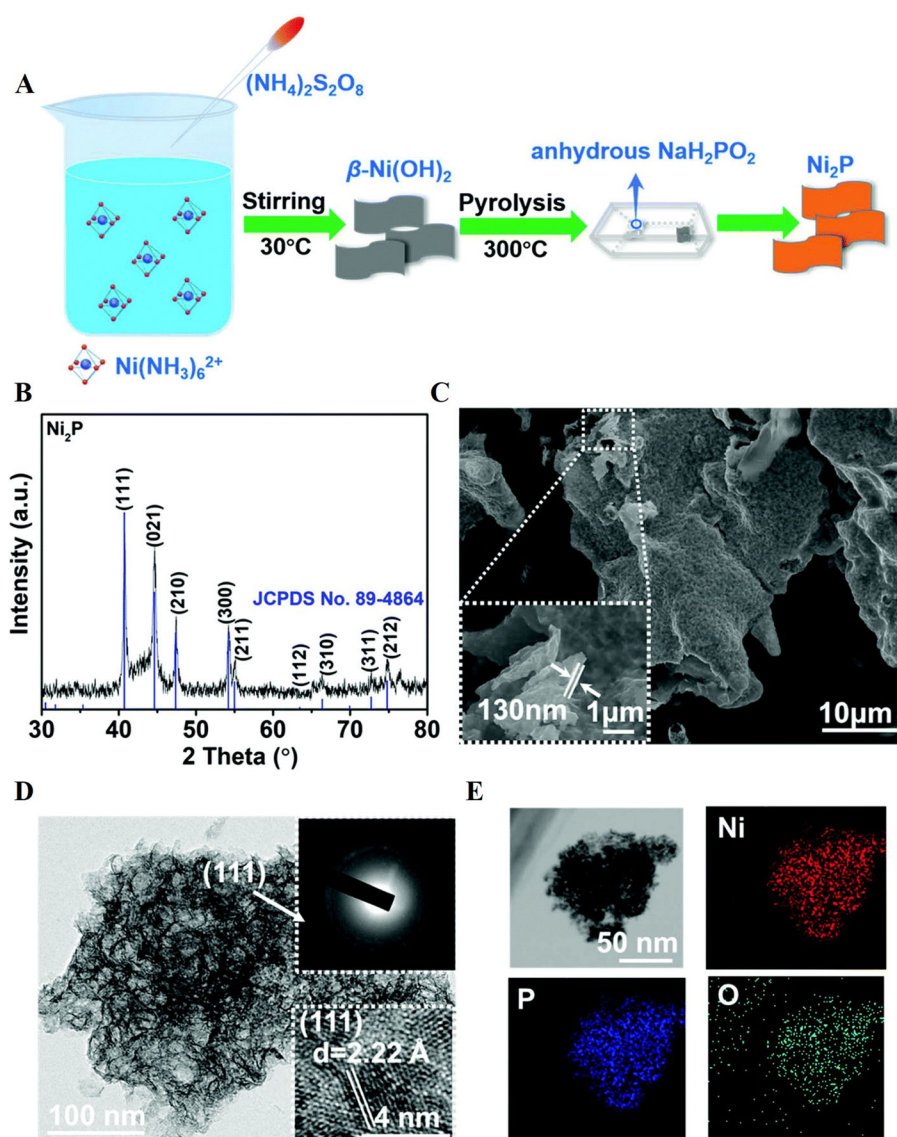 A
(NH₄)₂S₂O₈
β-Ni(OH)₂
anhydrous NaH₂PO₂
Ni₂P
Stirring
30°C
Pyrolysis
300°C
Ni(NH₃)₆²⁺
B
Ni₂P
(111)
(021)
(210)
JCPDS No. 89-4864
(300)
(211)
(112)
(310)
(311)
(212)
Intensity (a.u.)
30 40 50 60 70 80
2 Theta (°)
C
130nm
1µm
10µm
D
(111)
(111)
d=2.22 Å
4 nm
100 nm
E
50 nm
Ni
P
O